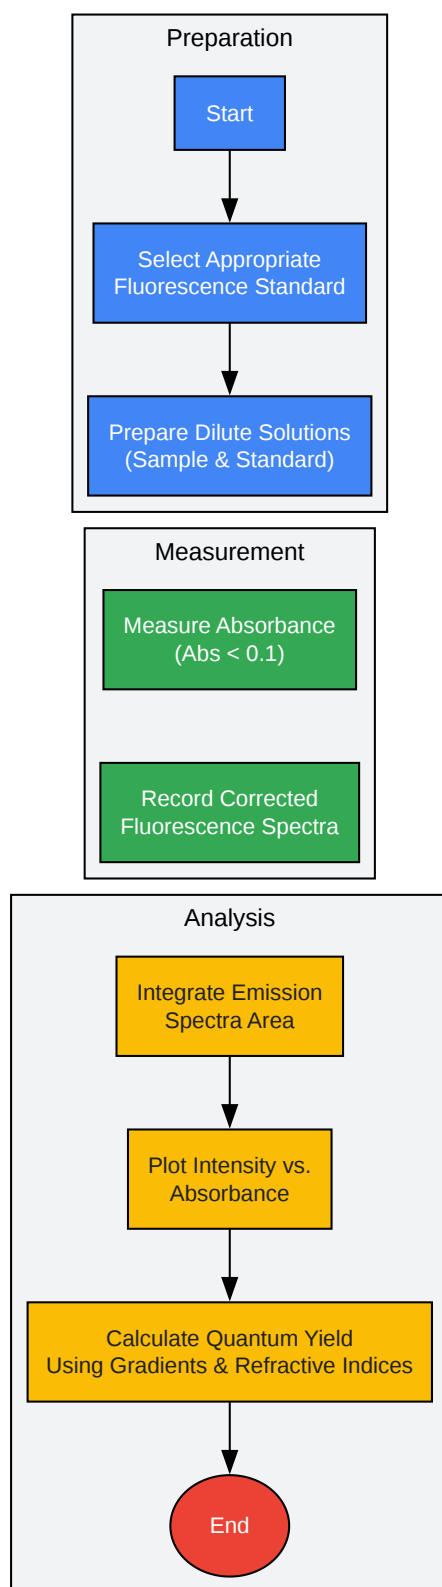 Preparation
Start
Select Appropriate
Fluorescence Standard
Prepare Dilute Solutions
(Sample & Standard)
Measurement
Measure Absorbance
(Abs < 0.1)
Record Corrected
Fluorescence Spectra
Analysis
Integrate Emission
Spectra Area
Plot Intensity vs.
Absorbance
Calculate Quantum Yield
Using Gradients & Refractive Indices
End